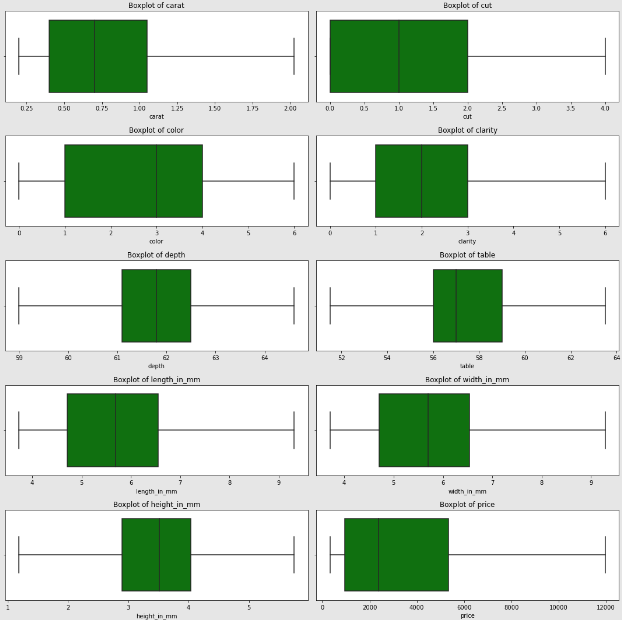 Boxplot of carat Boxplot of cut
0.25 0.50 0.75 1.00 1.25 1.50 1.75 2.00 0.0 0.5 1.0 1.5 2.0 2.5 3.0 3.5 4.0
carat cut
Boxplot of color Boxplot of clarity
0 1 2 3 4 5 6 0 1 2 3 4 5 6
color clarity
Boxplot of depth Boxplot of table
59 60 61 62 63 64 52 54 56 58 60 62 64
depth table
Boxplot of length_in_mm Boxplot of width_in_mm
4 5 6 7 8 9 4 5 6 7 8 9
length_in_mm width_in_mm
Boxplot of height_in_mm Boxplot of price
1 2 3 4 5 0 2000 4000 6000 8000 10000 12000
height_in_mm price